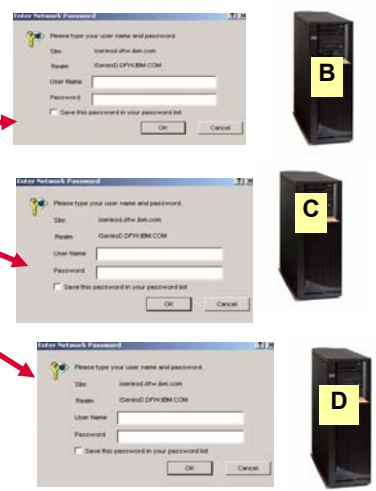 Enter Network Password
Please type your user name and password.
Site: iseriesd.dfw.ibm.com
Realm iSeriesD.DFW.IBM.COM
User Name
Password
Save this password in your password list
OK Cancel
B
Enter Network Password
Please type your user name and password.
Site: iseriesd.dfw.ibm.com
Realm iSeriesD.DFW.IBM.COM
User Name
Password
Save this password in your password list
OK Cancel
C
Enter Network Password
Please type your user name and password.
Site: iseriesd.dfw.ibm.com
Realm iSeriesD.DFW.IBM.COM
User Name
Password
Save this password in your password list
OK Cancel
D